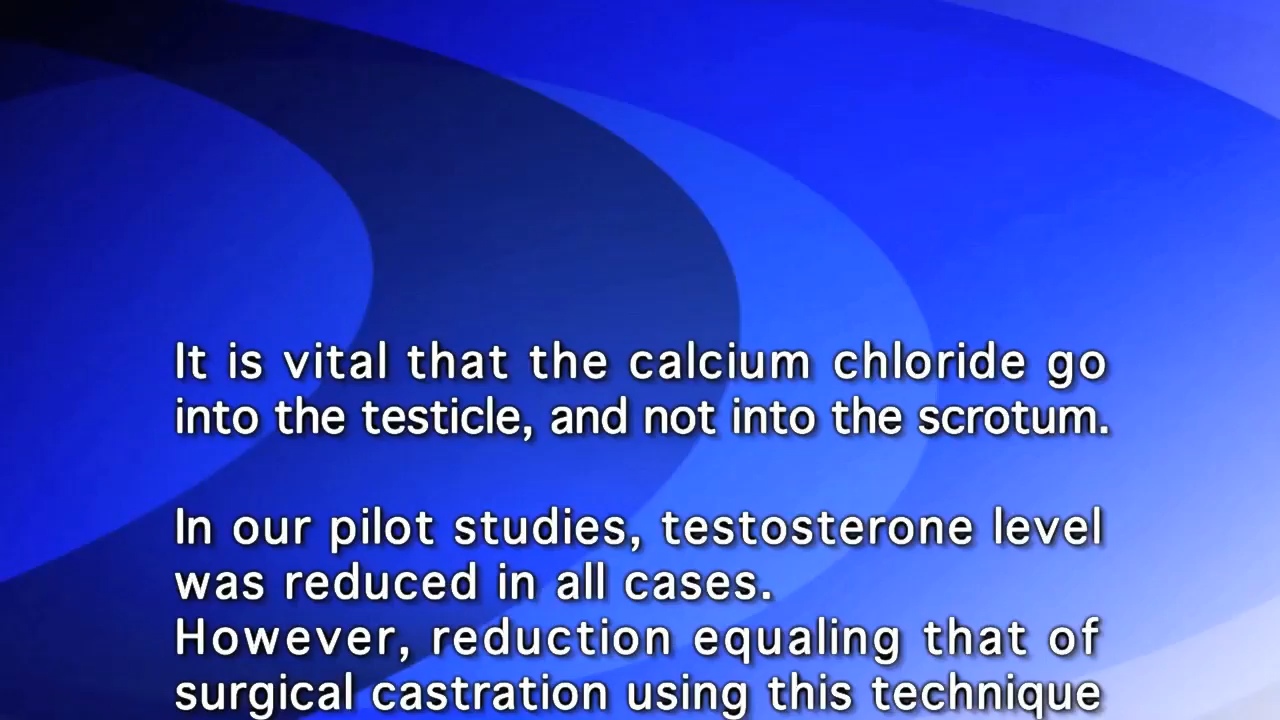 It is vital that the calcium chloride go
into the testicle, and not into the scrotum.
In our pilot studies, testosterone level
was reduced in all cases.
However, reduction equaling that of
surgical castration using this technique